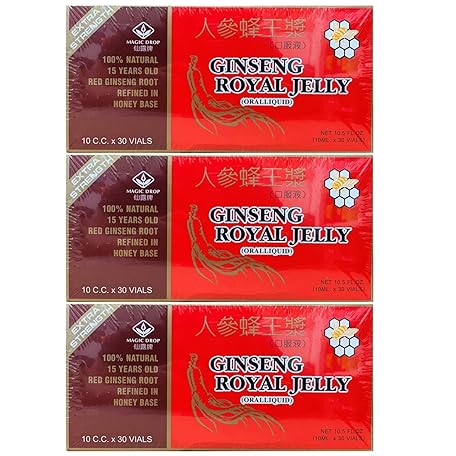 EXTRA
STRENGTH
MAGIC DROP
仙露牌
100% NATURAL
15 YEARS OLD
RED GINSENG ROOT
REFINED IN
HONEY BASE
10 C.C. x 30 VIALS
人參蜂王漿
(口服液)
GINSENG
ROYAL JELLY
(ORALLIQUID)
NET 10.5 FL.OZ.
(10ML. x 30 VIALS)
EXTRA
STRENGTH
MAGIC DROP
仙露牌
100% NATURAL
15 YEARS OLD
RED GINSENG ROOT
REFINED IN
HONEY BASE
10 C.C. x 30 VIALS
人參蜂王漿
(口服液)
GINSENG
ROYAL JELLY
(ORALLIQUID)
NET 10.5 FL.OZ.
(10ML. x 30 VIALS)
EXTRA
STRENGTH
MAGIC DROP
仙露牌
100% NATURAL
15 YEARS OLD
RED GINSENG ROOT
REFINED IN
HONEY BASE
10 C.C. x 30 VIALS
人參蜂王漿
(口服液)
GINSENG
ROYAL JELLY
(ORALLIQUID)
NET 10.5 FL.OZ.
(10ML. x 30 VIALS)